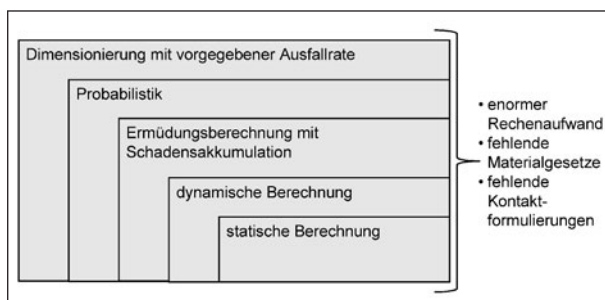 Dimensionierung mit vorgegebener Ausfallrate
Probabilistik
Ermüdungsberechnung mit
Schadensakkumulation
dynamische Berechnung
statische Berechnung
• enormer
Rechenaufwand
• fehlende
Materialgesetze
• fehlende
Kontakt-
formulierungen